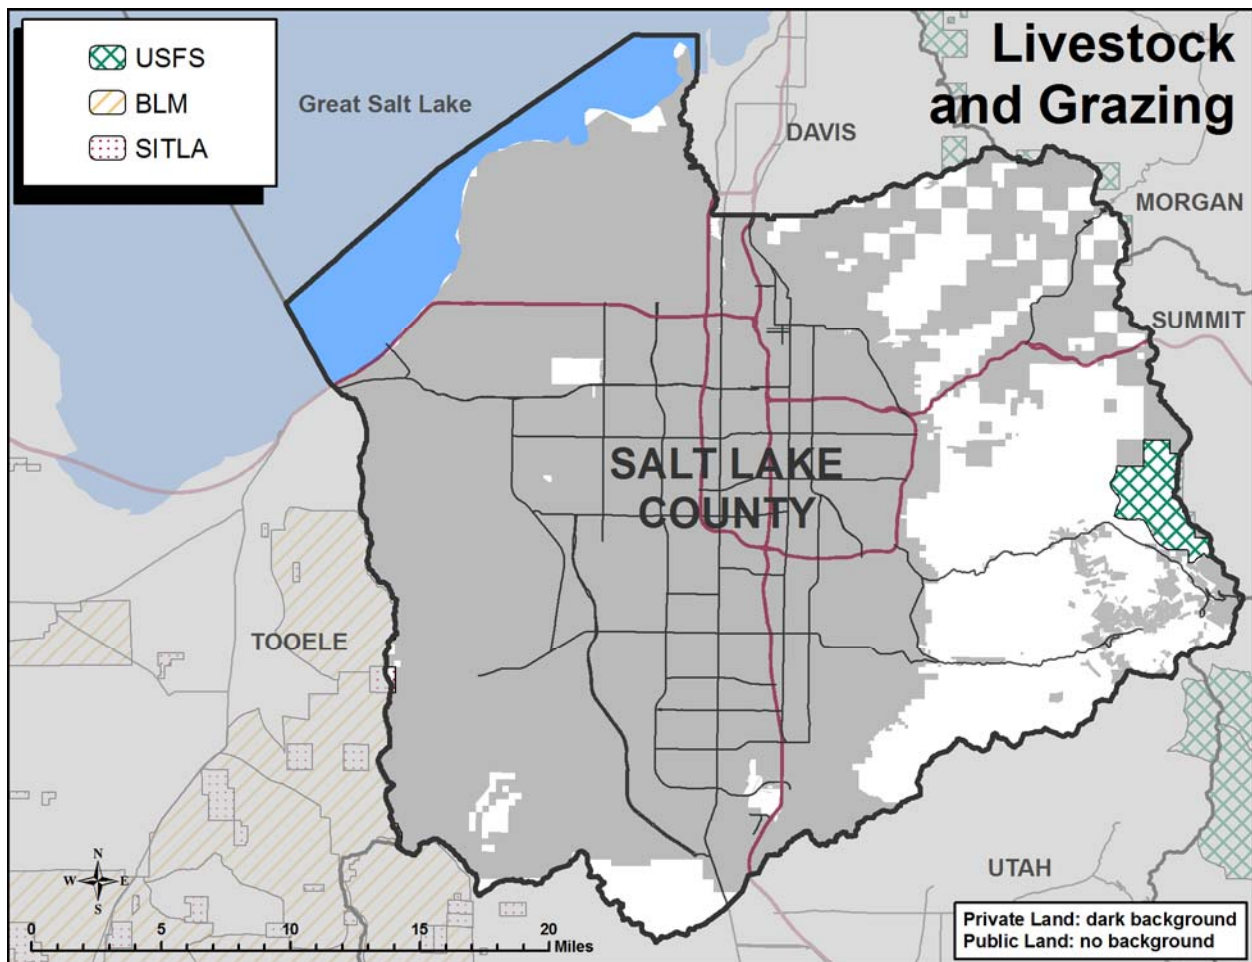 USFS
BLM
SITLA
Livestock
and Grazing
Great Salt Lake
DAVIS
MORGAN
SUMMIT
SALT LAKE
COUNTY
TOOELE
UTAH
N
W E
S
0 5 10 15 20
Miles
Private Land: dark background
Public Land: no background